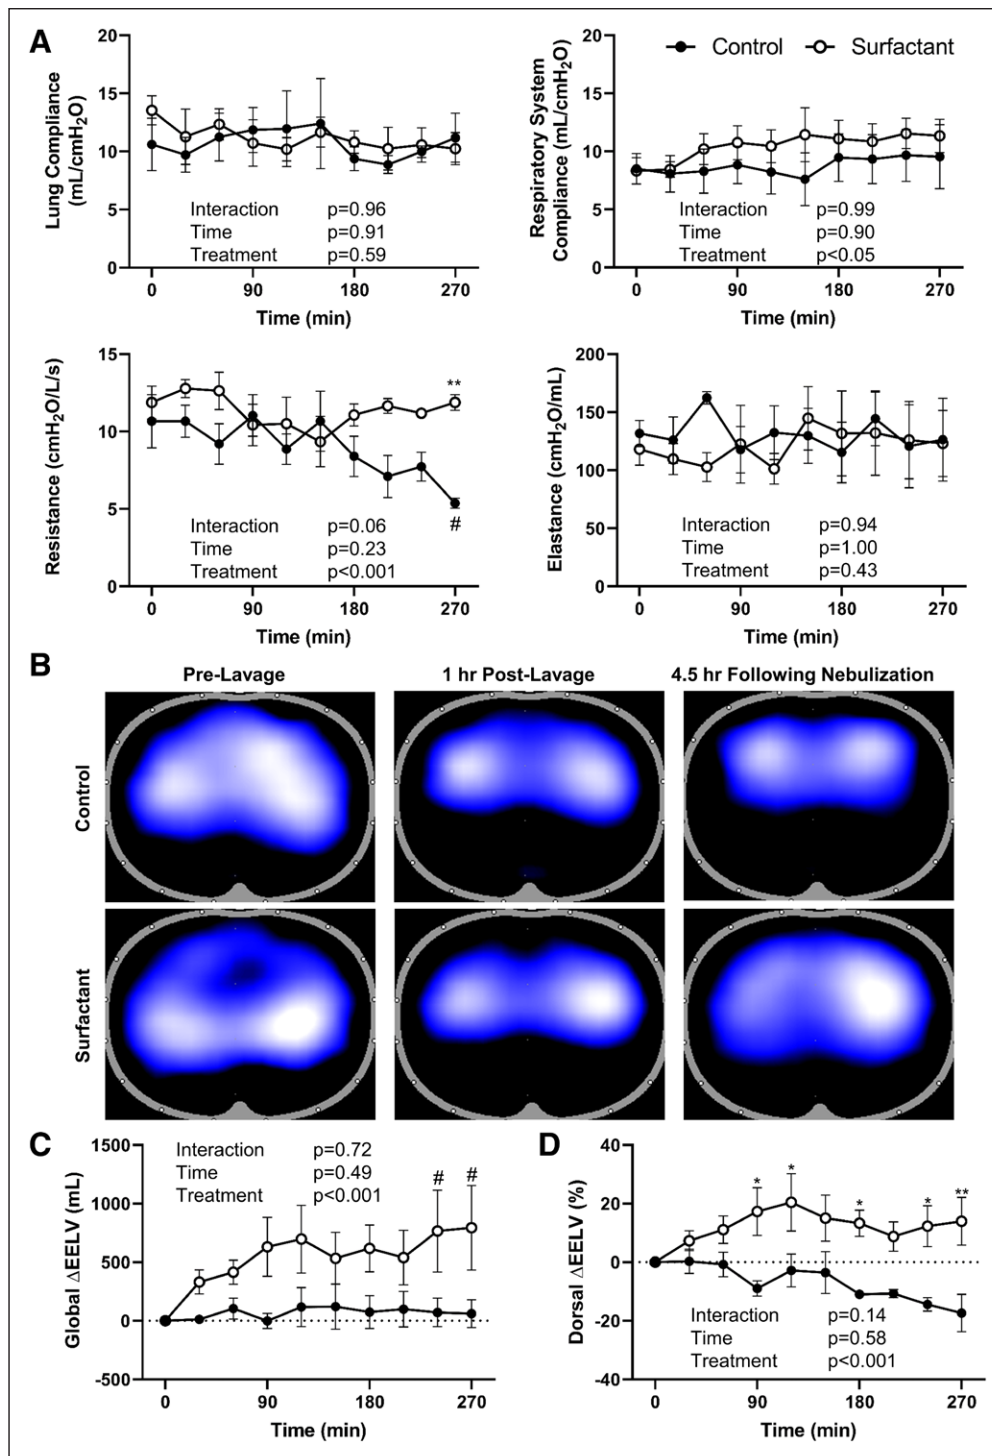 A
Control
Surfactant
20
15
10
5
0
Lung Compliance
(mL/cmH₂O)
Interaction p=0.96
Time p=0.91
Treatment p=0.59
0 90 180 270
Time (min)
20
15
10
5
0
Respiratory System
Compliance (mL/cmH₂O)
Interaction p=0.99
Time p=0.90
Treatment p<0.05
0 90 180 270
Time (min)
15
10
5
0
Resistance (cmH₂O/L/s)
**
#
Interaction p=0.06
Time p=0.23
Treatment p<0.001
0 90 180 270
Time (min)
200
150
100
50
0
Elastance (cmH₂O/mL)
Interaction p=0.94
Time p=1.00
Treatment p=0.43
0 90 180 270
Time (min)
B
Pre-Lavage
1 hr Post-Lavage
4.5 hr Following Nebulization
Control
Surfactant
C
1500
1000
500
0
-500
Global ΔEELV (mL)
Interaction p=0.72
Time p=0.49
Treatment p<0.001
# #
0 90 180 270
Time (min)
D
40
20
0
-20
-40
Dorsal ΔEELV (%)
* * * * **
Interaction p=0.14
Time p=0.58
Treatment p<0.001
0 90 180 270
Time (min)